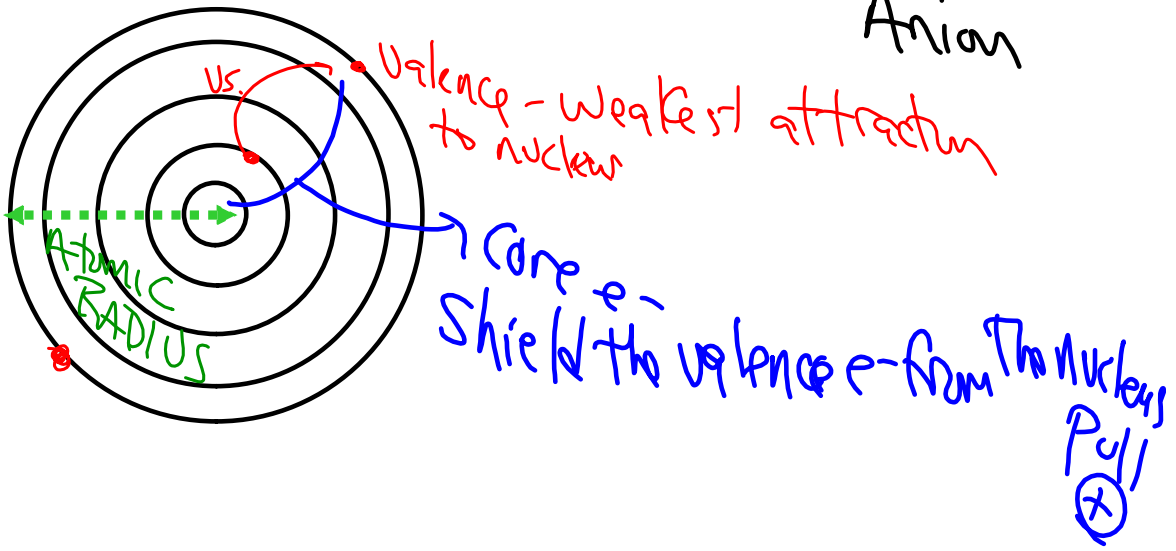 Anion
Vs.
Valence - weakest attraction
to nucleus
Atomic
RADIUS
Core e-
Shield the valence e- from The nucleus
Pull
+